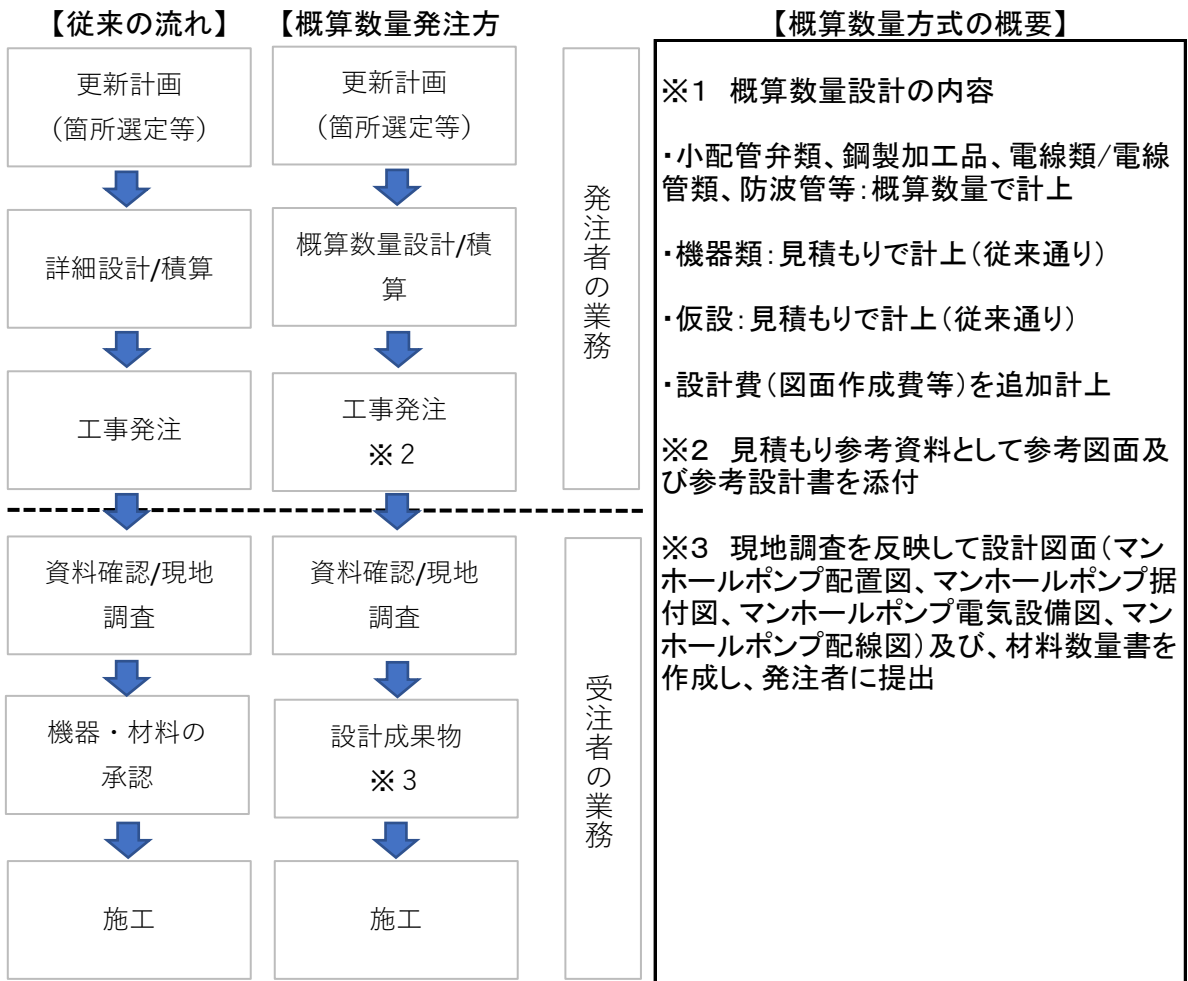 【従来の流れ】
更新計画
（箇所選定等）
詳細設計/積算
工事発注
資料確認/現地
調査
機器・材料の
承認
施工
【概算数量発注方
更新計画
（箇所選定等）
概算数量設計/積
算
工事発注
※２
資料確認/現地
調査
設計成果物
※３
施工
発注者の業務
受注者の業務
【概算数量方式の概要】
※１　概算数量設計の内容
・小配管弁類、鋼製加工品、電線類/電線
管類、防波管等：概算数量で計上
・機器類：見積もりで計上（従来通り）
・仮設：見積もりで計上（従来通り）
・設計費（図面作成費等）を追加計上
※２　見積もり参考資料として参考図面及
び参考設計書を添付
※３　現地調査を反映して設計図面（マン
ホールポンプ配置図、マンホールポンプ据
付図、マンホールポンプ電気設備図、マン
ホールポンプ配線図）及び、材料数量書を
作成し、発注者に提出